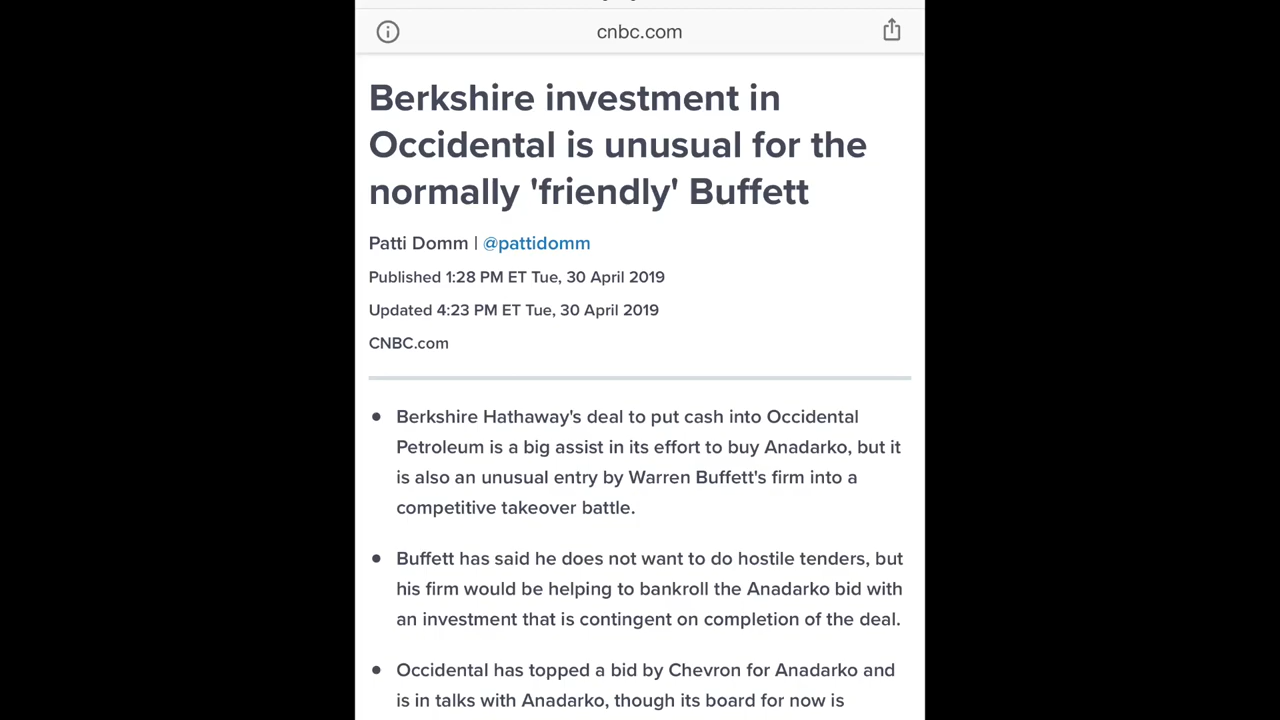 cnbc.com
Berkshire investment in
Occidental is unusual for the
normally 'friendly' Buffett
Patti Domm | @pattidomm
Published 1:28 PM ET Tue, 30 April 2019
Updated 4:23 PM ET Tue, 30 April 2019
CNBC.com
• Berkshire Hathaway's deal to put cash into Occidental
Petroleum is a big assist in its effort to buy Anadarko, but it
is also an unusual entry by Warren Buffett's firm into a
competitive takeover battle.
• Buffett has said he does not want to do hostile tenders, but
his firm would be helping to bankroll the Anadarko bid with
an investment that is contingent on completion of the deal.
• Occidental has topped a bid by Chevron for Anadarko and
is in talks with Anadarko, though its board for now is